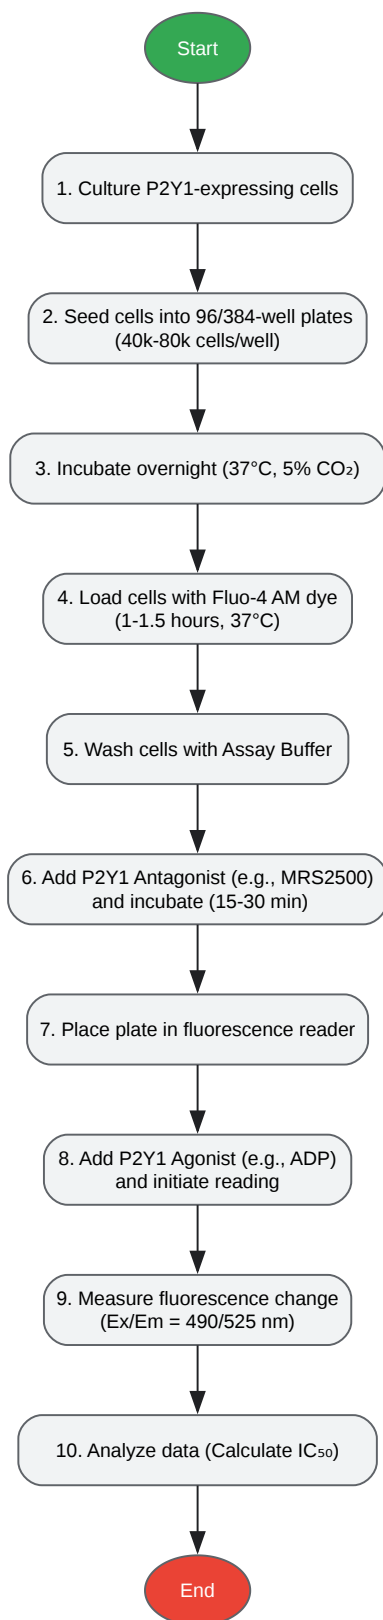 Start
1. Culture P2Y1-expressing cells
2. Seed cells into 96/384-well plates
(40k-80k cells/well)
3. Incubate overnight (37°C, 5% CO₂)
4. Load cells with Fluo-4 AM dye
(1-1.5 hours, 37°C)
5. Wash cells with Assay Buffer
6. Add P2Y1 Antagonist (e.g., MRS2500)
and incubate (15-30 min)
7. Place plate in fluorescence reader
8. Add P2Y1 Agonist (e.g., ADP)
and initiate reading
9. Measure fluorescence change
(Ex/Em = 490/525 nm)
10. Analyze data (Calculate IC₅₀)
End